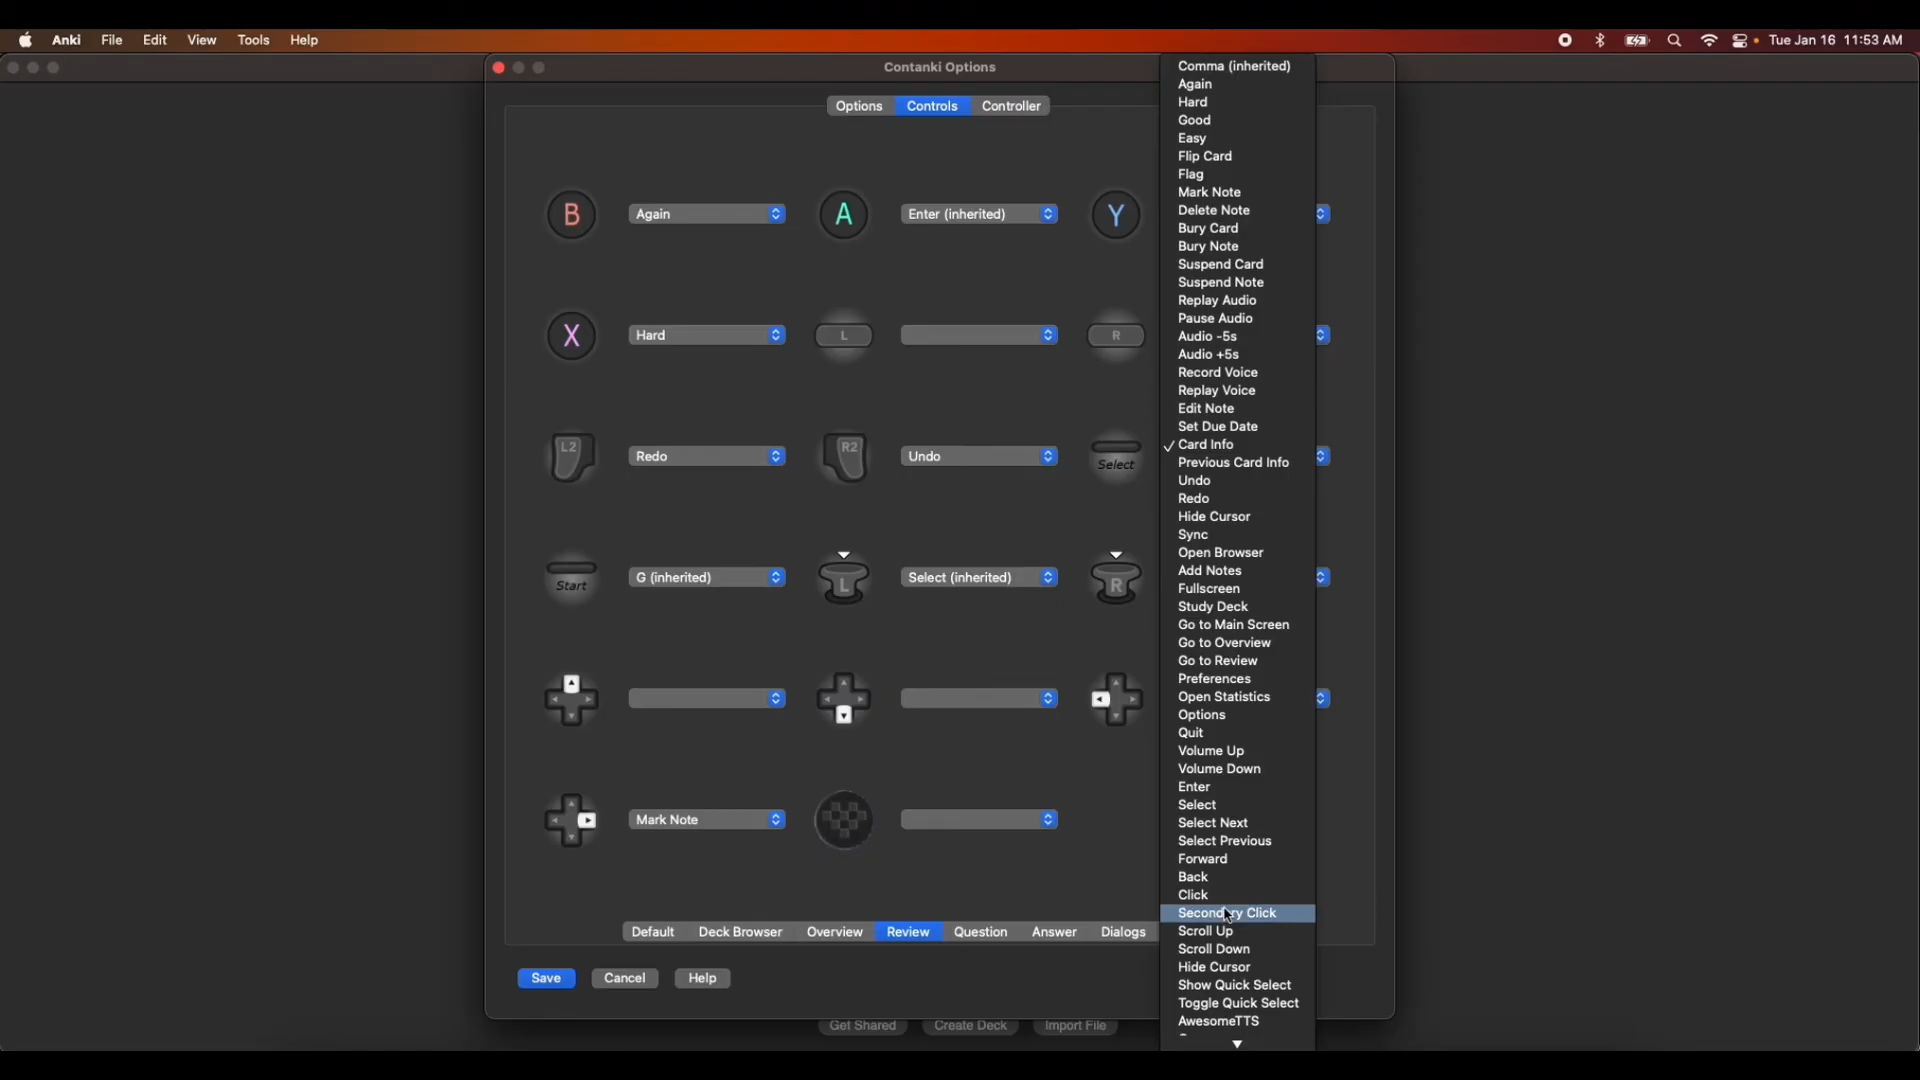 Anki File Edit View Tools Help Tue Jan 16 11:53 AM
Contanki Options
Options Controls Controller
B Again A Enter (inherited) Y
X Hard L R
L2 Redo R2 Undo Select
Start G (inherited) L Select (inherited) R
Mark Note
Default Deck Browser Overview Review Question Answer Dialogs
Save Cancel Help
Get Shared Create Deck Import File
Comma (inherited)
Again
Hard
Good
Easy
Flip Card
Flag
Mark Note
Delete Note
Bury Card
Bury Note
Suspend Card
Suspend Note
Replay Audio
Pause Audio
Audio -5s
Audio +5s
Record Voice
Replay Voice
Edit Note
Set Due Date
✓ Card Info
Previous Card Info
Undo
Redo
Hide Cursor
Sync
Open Browser
Add Notes
Fullscreen
Study Deck
Go to Main Screen
Go to Overview
Go to Review
Preferences
Open Statistics
Options
Quit
Volume Up
Volume Down
Enter
Select
Select Next
Select Previous
Forward
Back
Click
Secondary Click
Scroll Up
Scroll Down
Hide Cursor
Show Quick Select
Toggle Quick Select
AwesomeTTS